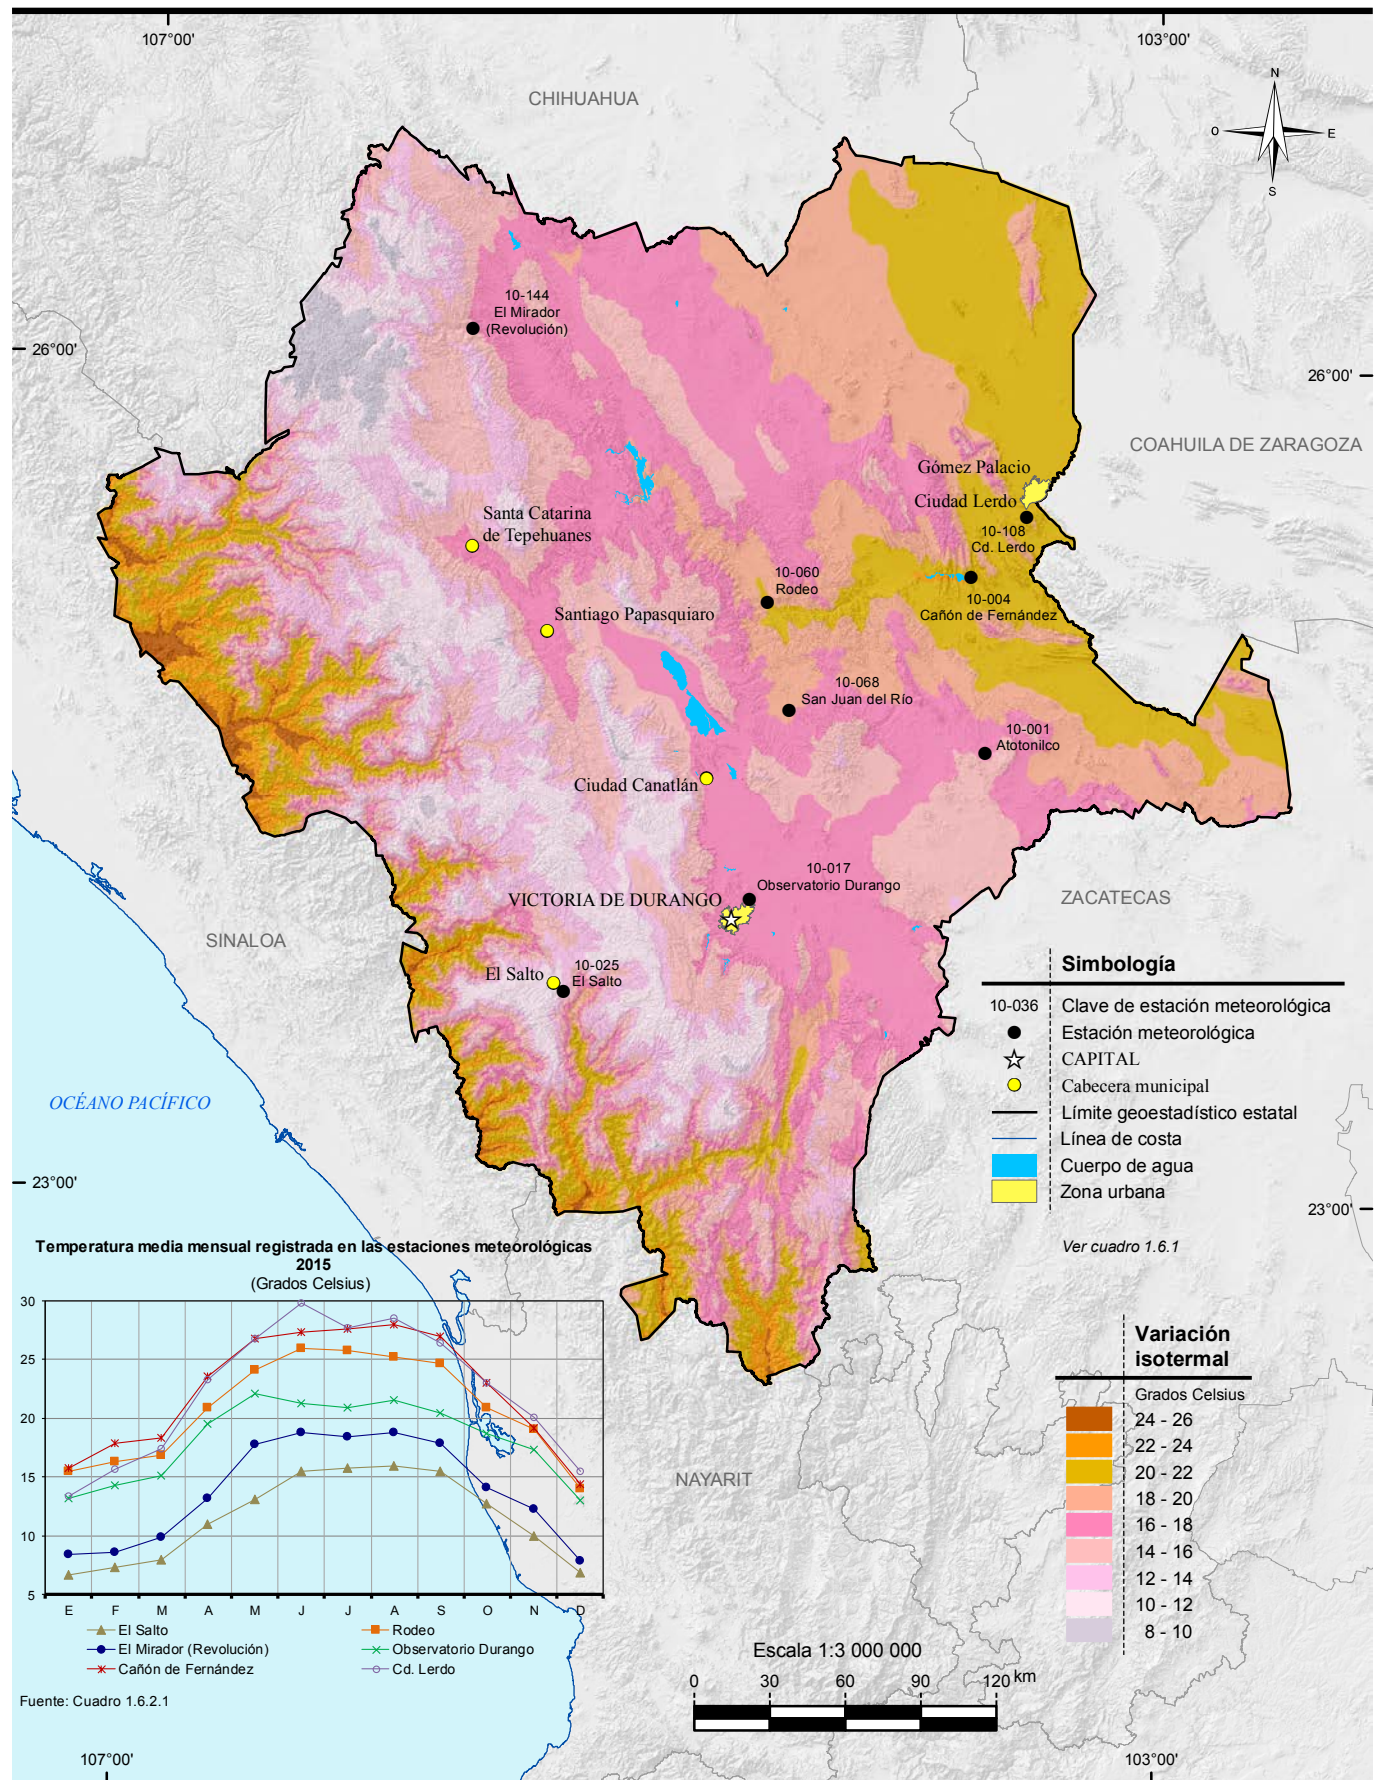 107°00'
103°00'
CHIHUAHUA
N
O
E
S
10-144
El Mirador
(Revolución)
26°00'
26°00'
COAHUILA DE ZARAGOZA
Gómez Palacio
Ciudad Lerdo
10-108
Cd. Lerdo
Santa Catarina
de Tepehuanes
10-060
Rodeo
10-004
Cañón de Fernández
Santiago Papasquiaro
10-068
San Juan del Río
10-001
Atotonilco
Ciudad Canatlán
10-017
Observatorio Durango
VICTORIA DE DURANGO
ZACATECAS
SINALOA
El Salto
10-025
El Salto
Simbología
10-036 Clave de estación meteorológica
Estación meteorológica
CAPITAL
Cabecera municipal
Límite geoestadístico estatal
Línea de costa
Cuerpo de agua
Zona urbana
Ver cuadro 1.6.1
OCÉANO PACÍFICO
23°00'
23°00'
Temperatura media mensual registrada en las estaciones meteorológicas
2015
(Grados Celsius)
30
25
20
15
10
5
E F M A M J J A S O N D
El Salto Rodeo
El Mirador (Revolución) Observatorio Durango
Cañón de Fernández Cd. Lerdo
Fuente: Cuadro 1.6.2.1
NAYARIT
Variación
isotermal
Grados Celsius
24 - 26
22 - 24
20 - 22
18 - 20
16 - 18
14 - 16
12 - 14
10 - 12
8 - 10
Escala 1:3 000 000
0 30 60 90 120 km
107°00'
103°00'